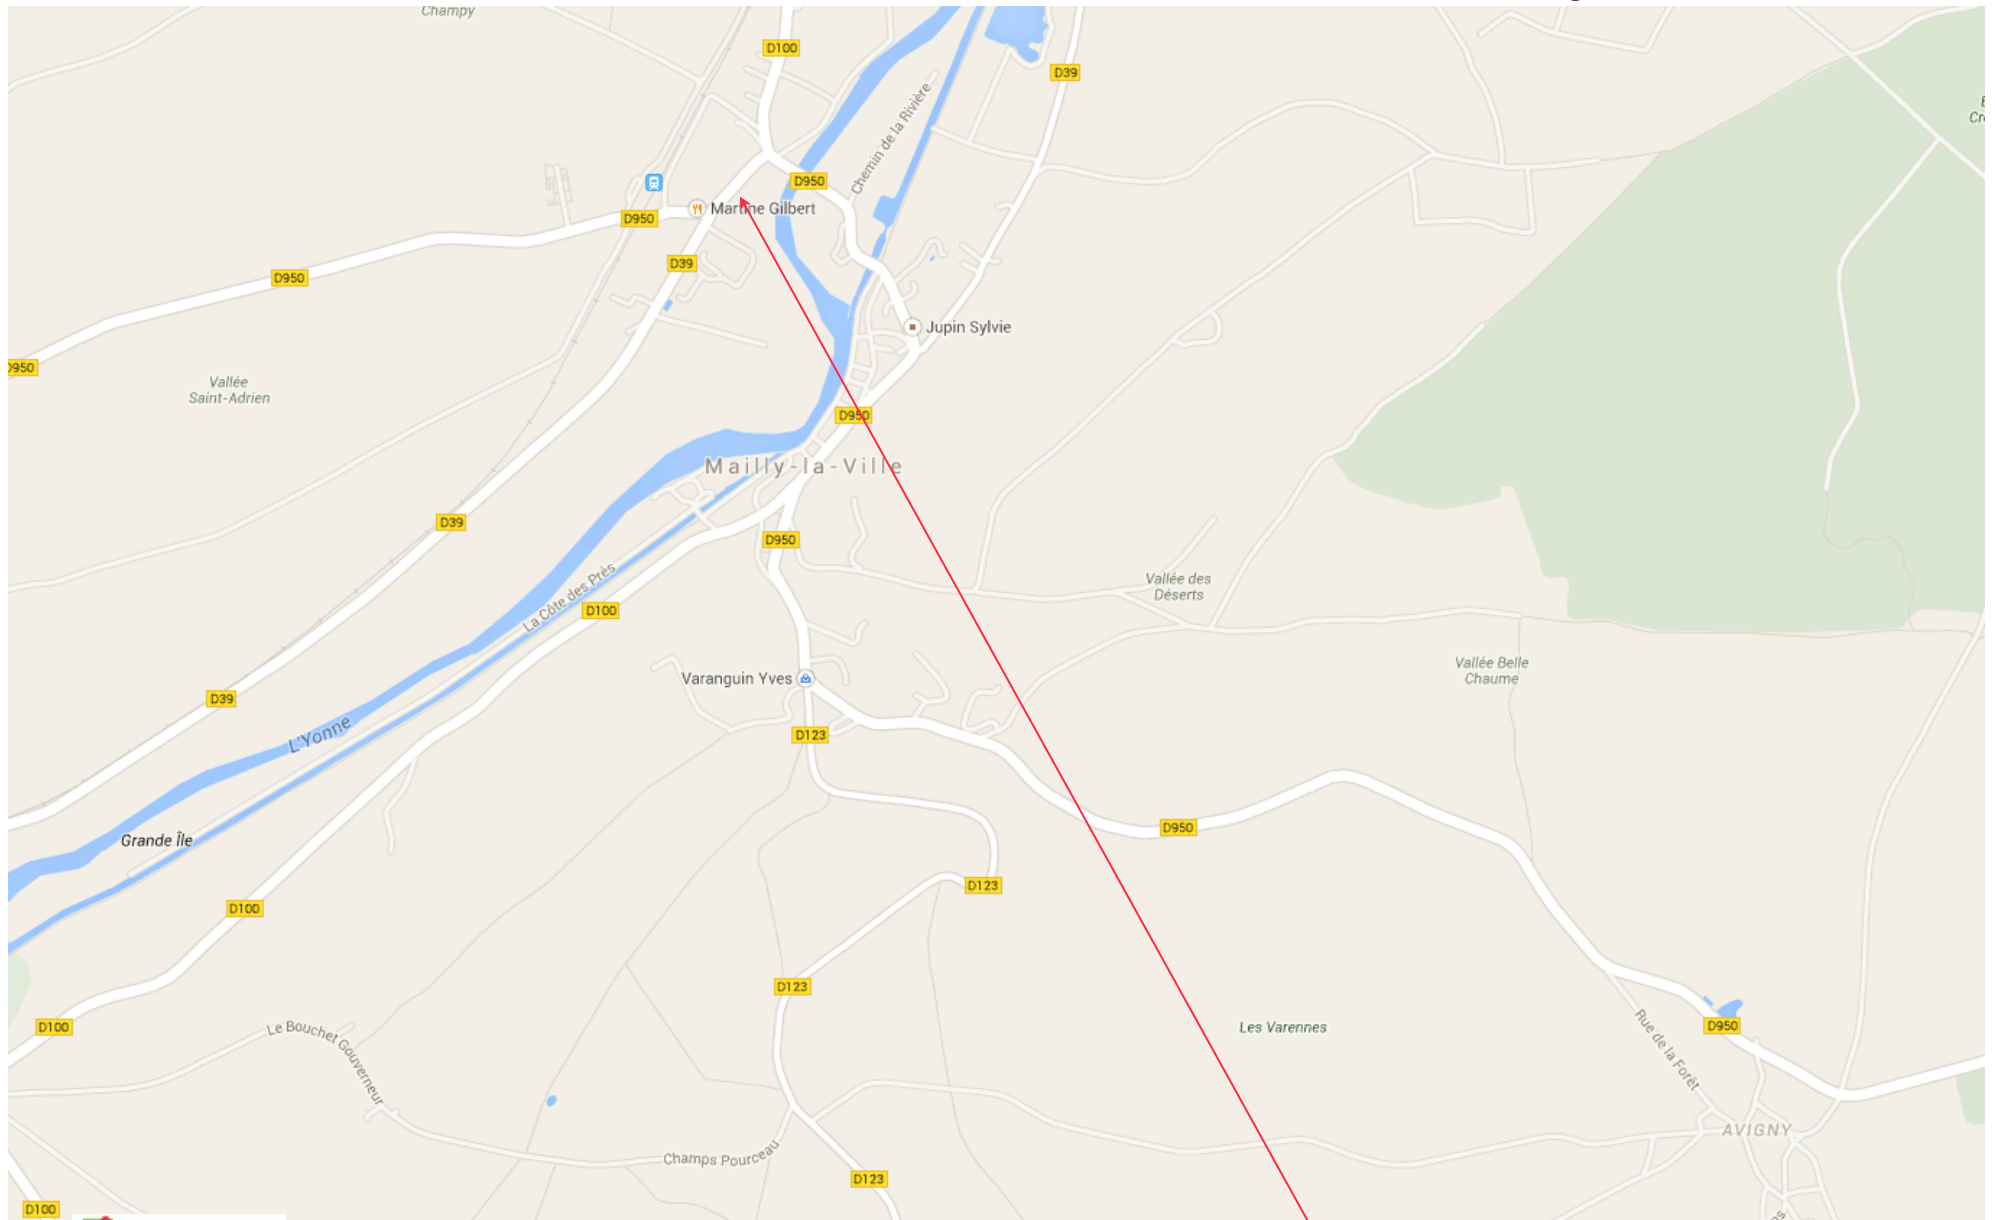 Champy
D100
D39
Chemin de la Rivière
D950
Martine Gilbert
D950
D39
D950
Jupin Sylvie
D950
Vallée
Saint-Adrien
D950
Mailly-la-Ville
D39
D950
La Côte des Prés
Vallée des
Déserts
D100
Vallée Belle
Chaume
Varanguin Yves
D39
L'Yonne
D123
D950
Grande Île
D123
D100
D123
D100
Le Bouchet Gouverneur
Les Varennes
Rue de la Forêt
D950
AVIGNY
Champs Pourceau
D123
D100